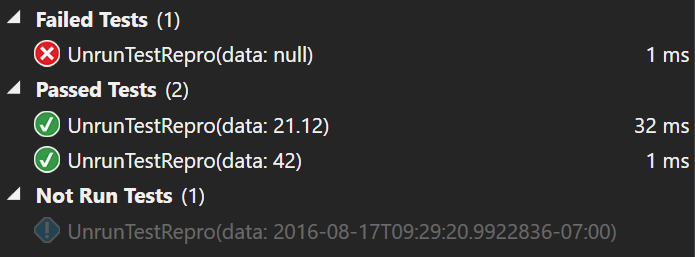 Failed Tests (1)
UnrunTestRepro(data: null) 1 ms
Passed Tests (2)
UnrunTestRepro(data: 21.12) 32 ms
UnrunTestRepro(data: 42) 1 ms
Not Run Tests (1)
UnrunTestRepro(data: 2016-08-17T09:29:20.9922836-07:00)